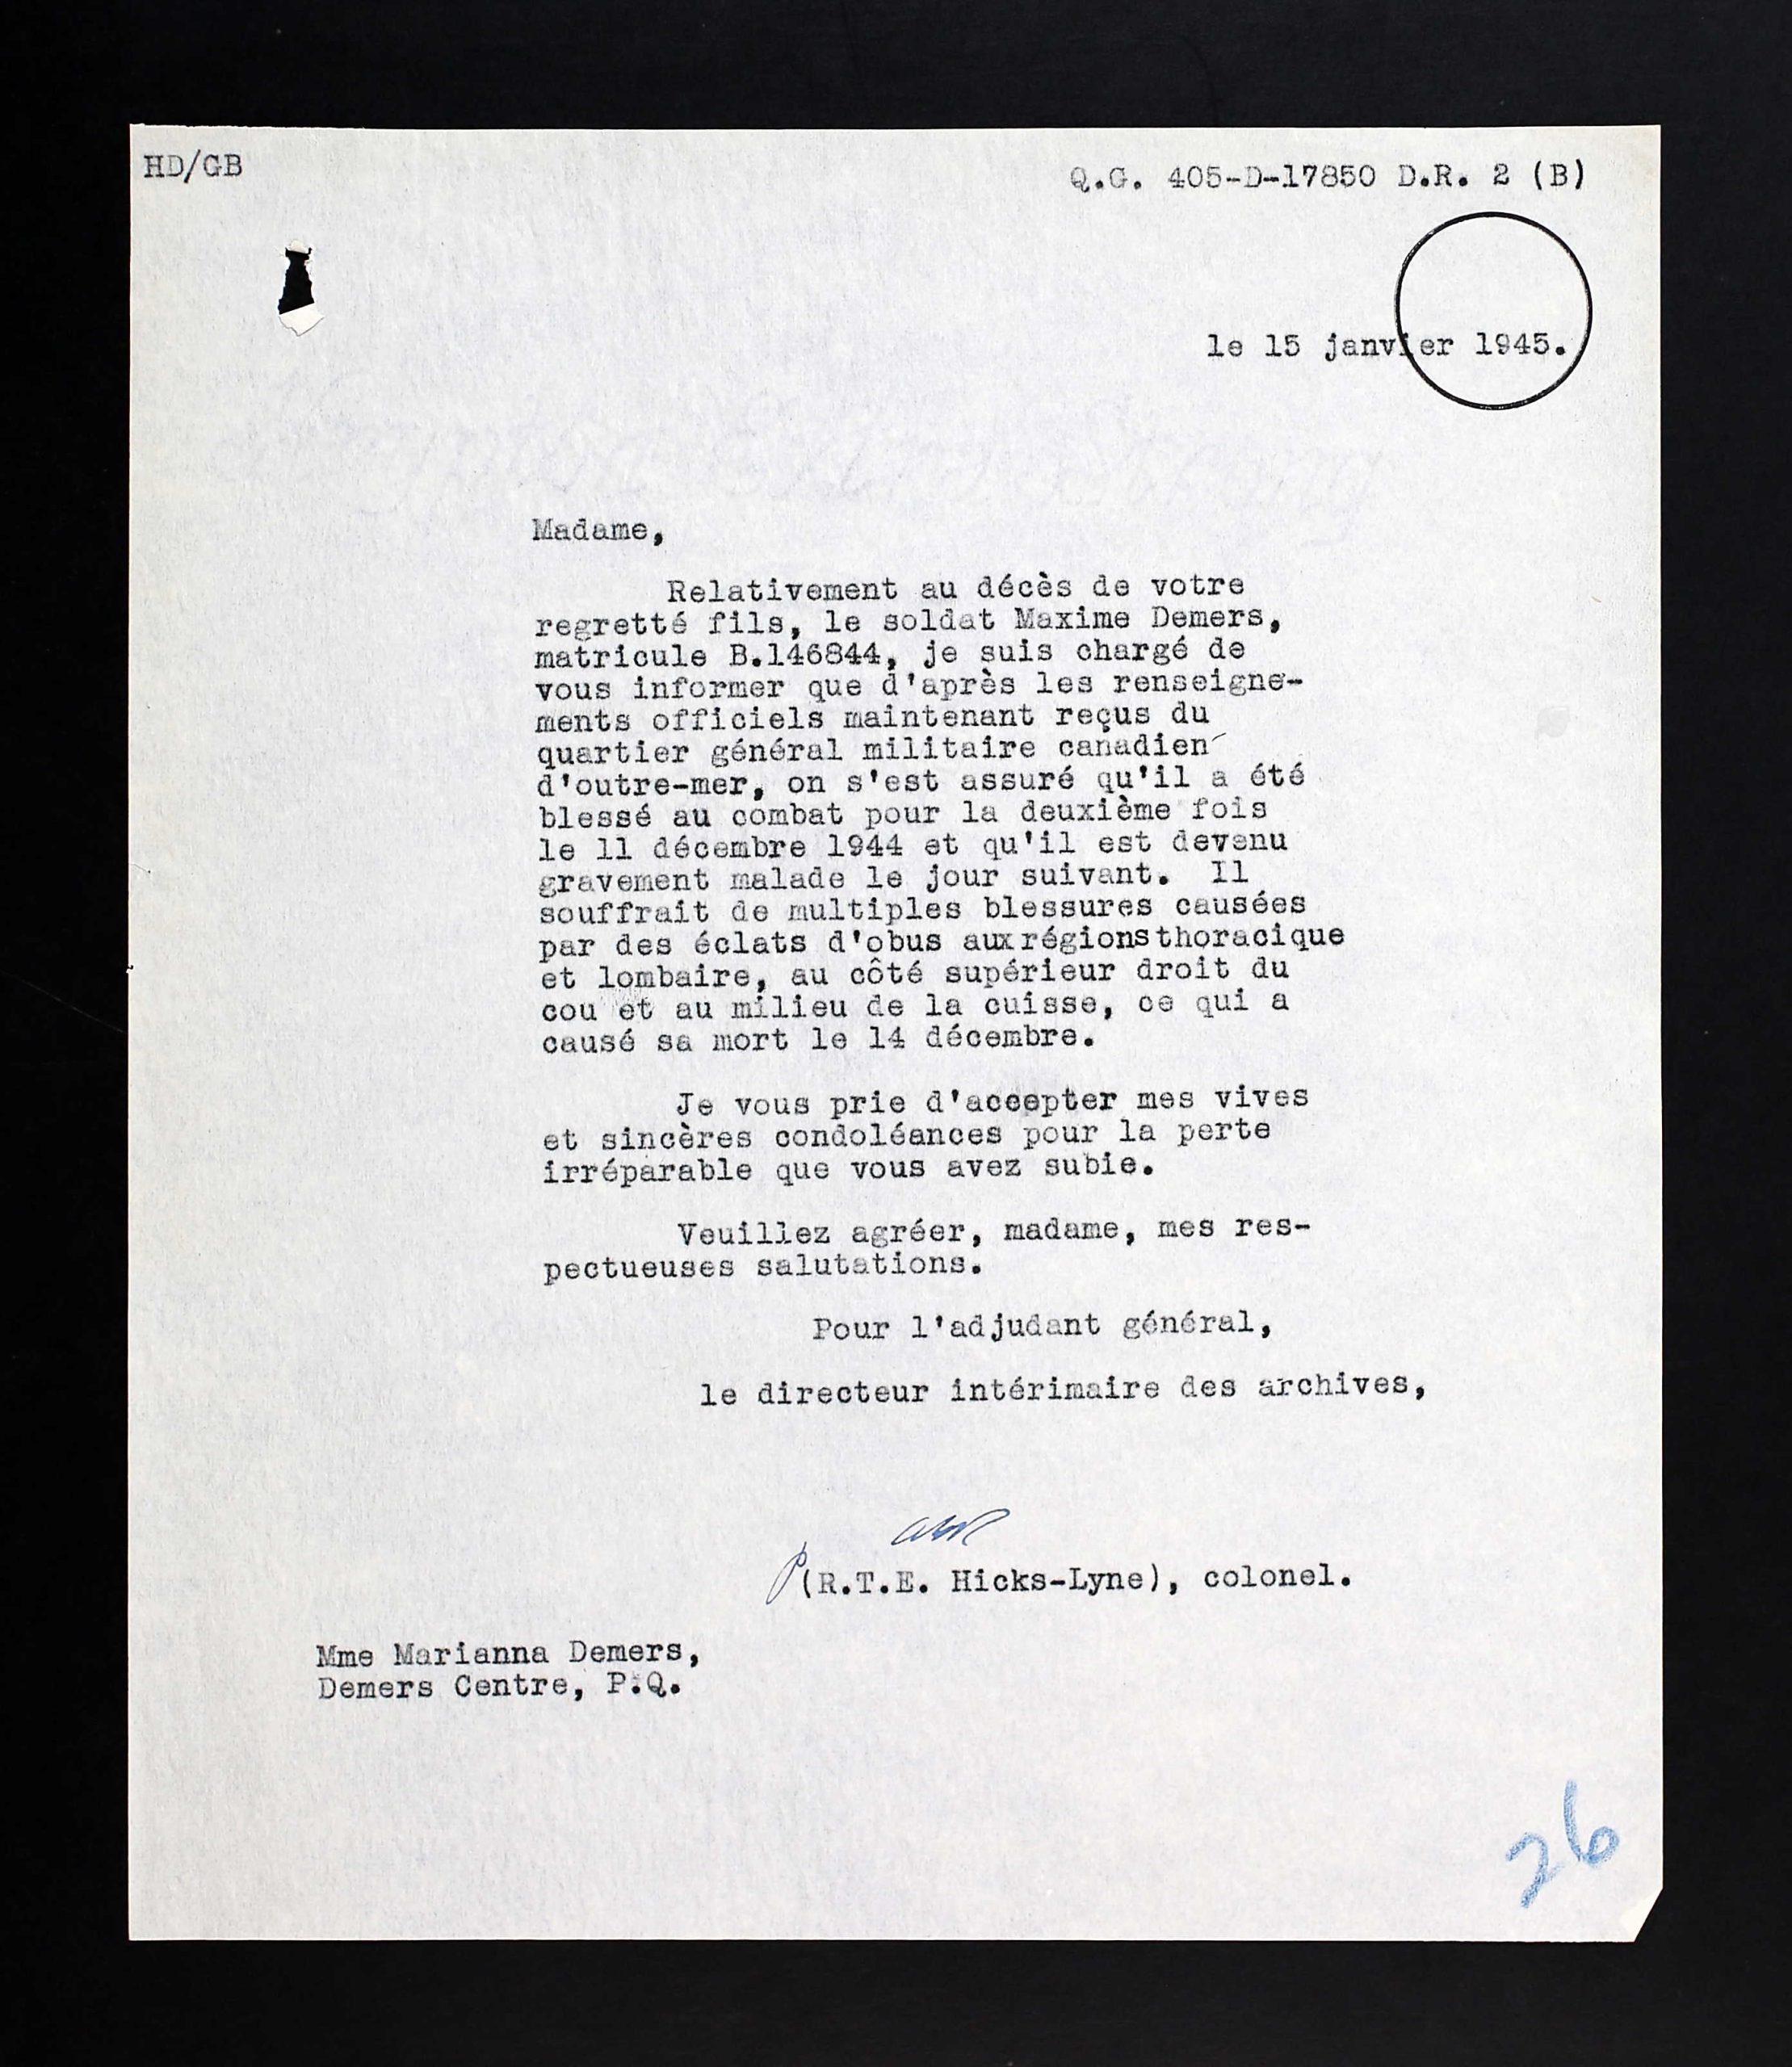 HD/GB
Q.G. 405-D-17850 D.R. 2 (B)
le 15 janvier 1945.
Madame,
Relativement au décès de votre
regretté fils, le soldat Maxime Demers,
matricule B.146844, je suis chargé de
vous informer que d'après les renseigne-
ments officiels maintenant reçus du
quartier général militaire canadien
d'outre-mer, on s'est assuré qu'il a été
blessé au combat pour la deuxième fois
le 11 décembre 1944 et qu'il est devenu
gravement malade le jour suivant. Il
souffrait de multiples blessures causées
par des éclats d'obus aux régions thoracique
et lombaire, au côté supérieur droit du
cou et au milieu de la cuisse, ce qui a
causé sa mort le 14 décembre.
Je vous prie d'accepter mes vives
et sincères condoléances pour la perte
irréparable que vous avez subie.
Veuillez agréer, madame, mes res-
pectueuses salutations.
Pour l'adjudant général,
le directeur intérimaire des archives,
(R.T.E. Hicks-Lyne), colonel.
Mme Marianna Demers,
Demers Centre, P.Q.
26